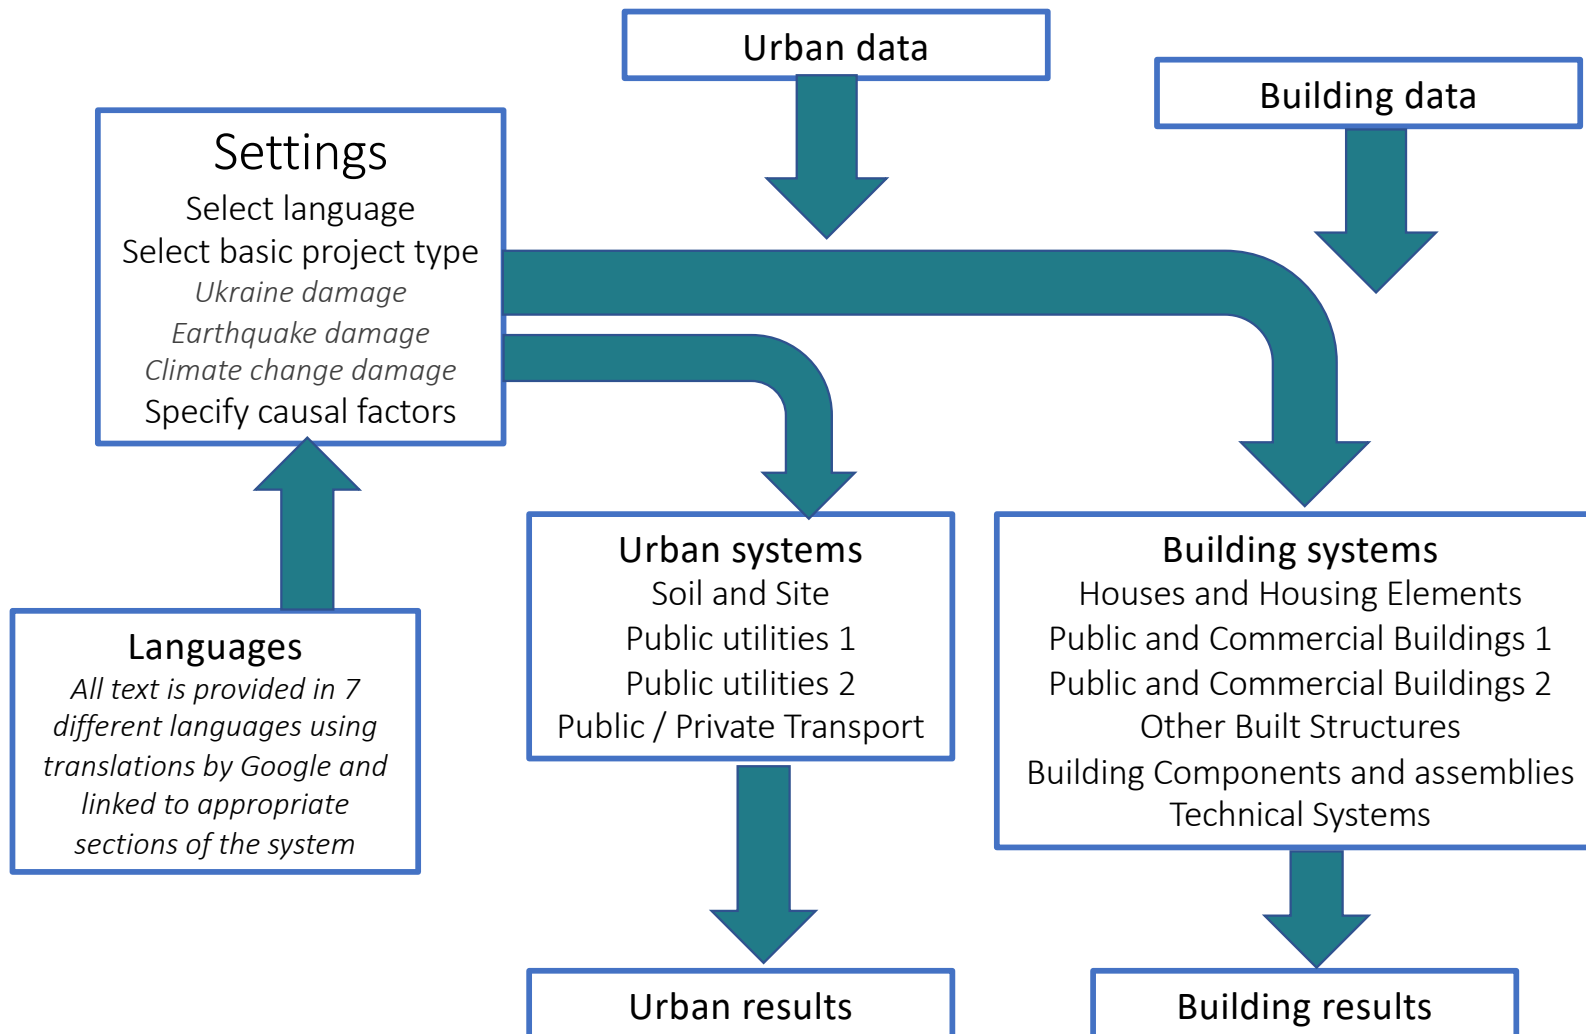 Urban data
Building data
Settings
Select language
Select basic project type
Ukraine damage
Earthquake damage
Climate change damage
Specify causal factors
Languages
All text is provided in 7
different languages using
translations by Google and
linked to appropriate
sections of the system
Urban systems
Soil and Site
Public utilities 1
Public utilities 2
Public / Private Transport
Building systems
Houses and Housing Elements
Public and Commercial Buildings 1
Public and Commercial Buildings 2
Other Built Structures
Building Components and assemblies
Technical Systems
Urban results
Building results